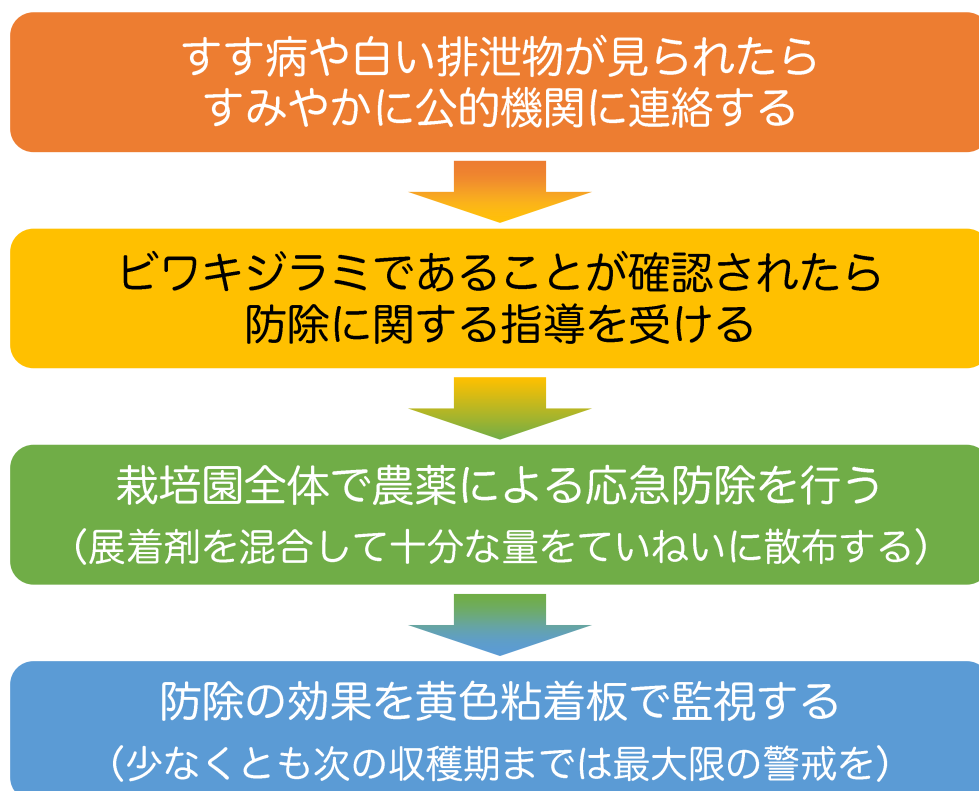 すす病や白い排泄物が見られたら
すみやかに公的機関に連絡する
ビワキジラミであることが確認されたら
防除に関する指導を受ける
栽培園全体で農薬による応急防除を行う
（展着剤を混合して十分な量をていねいに散布する）
防除の効果を黄色粘着板で監視する
（少なくとも次の収穫期までは最大限の警戒を）